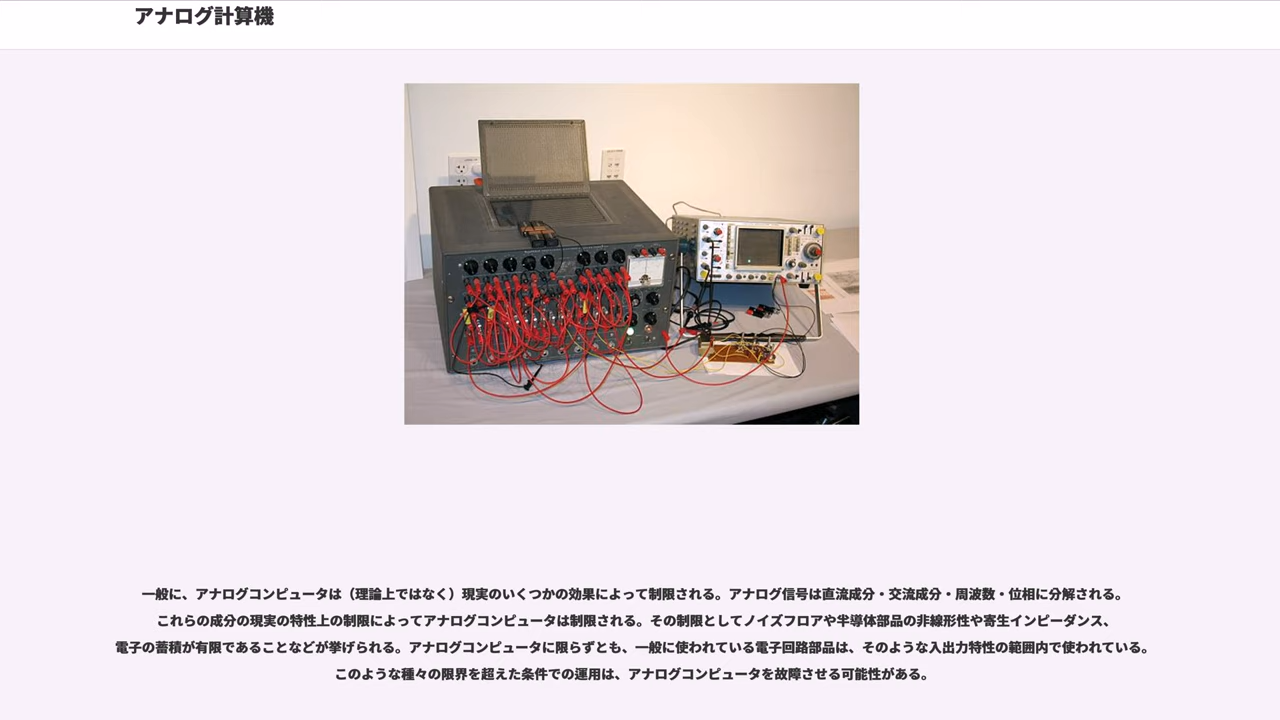 アナログ計算機
一般に、アナログコンピュータは（理論上ではなく）現実のいくつかの効果によって制限される。アナログ信号は直流成分・交流成分・周波数・位相に分解される。
これらの成分の現実の特性上の制限によってアナログコンピュータは制限される。その制限としてノイズフロアや半導体部品の非線形性や寄生インピーダンス、
電子の蓄積が有限であることなどが挙げられる。アナログコンピュータに限らずとも、一般に使われている電子回路部品は、そのような入出力特性の範囲内で使われている。
このような種々の限界を超えた条件での運用は、アナログコンピュータを故障させる可能性がある。